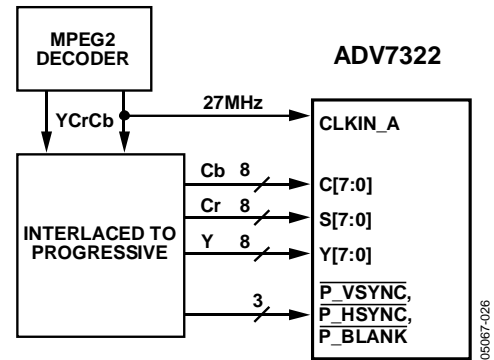 MPEG2
DECODER
ADV7322
YCrCb
27MHz
CLKIN_A
Cb 8
C[7:0]
Cr 8
S[7:0]
INTERLACED TO
PROGRESSIVE
Y 8
Y[7:0]
3
P_VSYNC,
P_HSYNC,
P_BLANK
05067-026